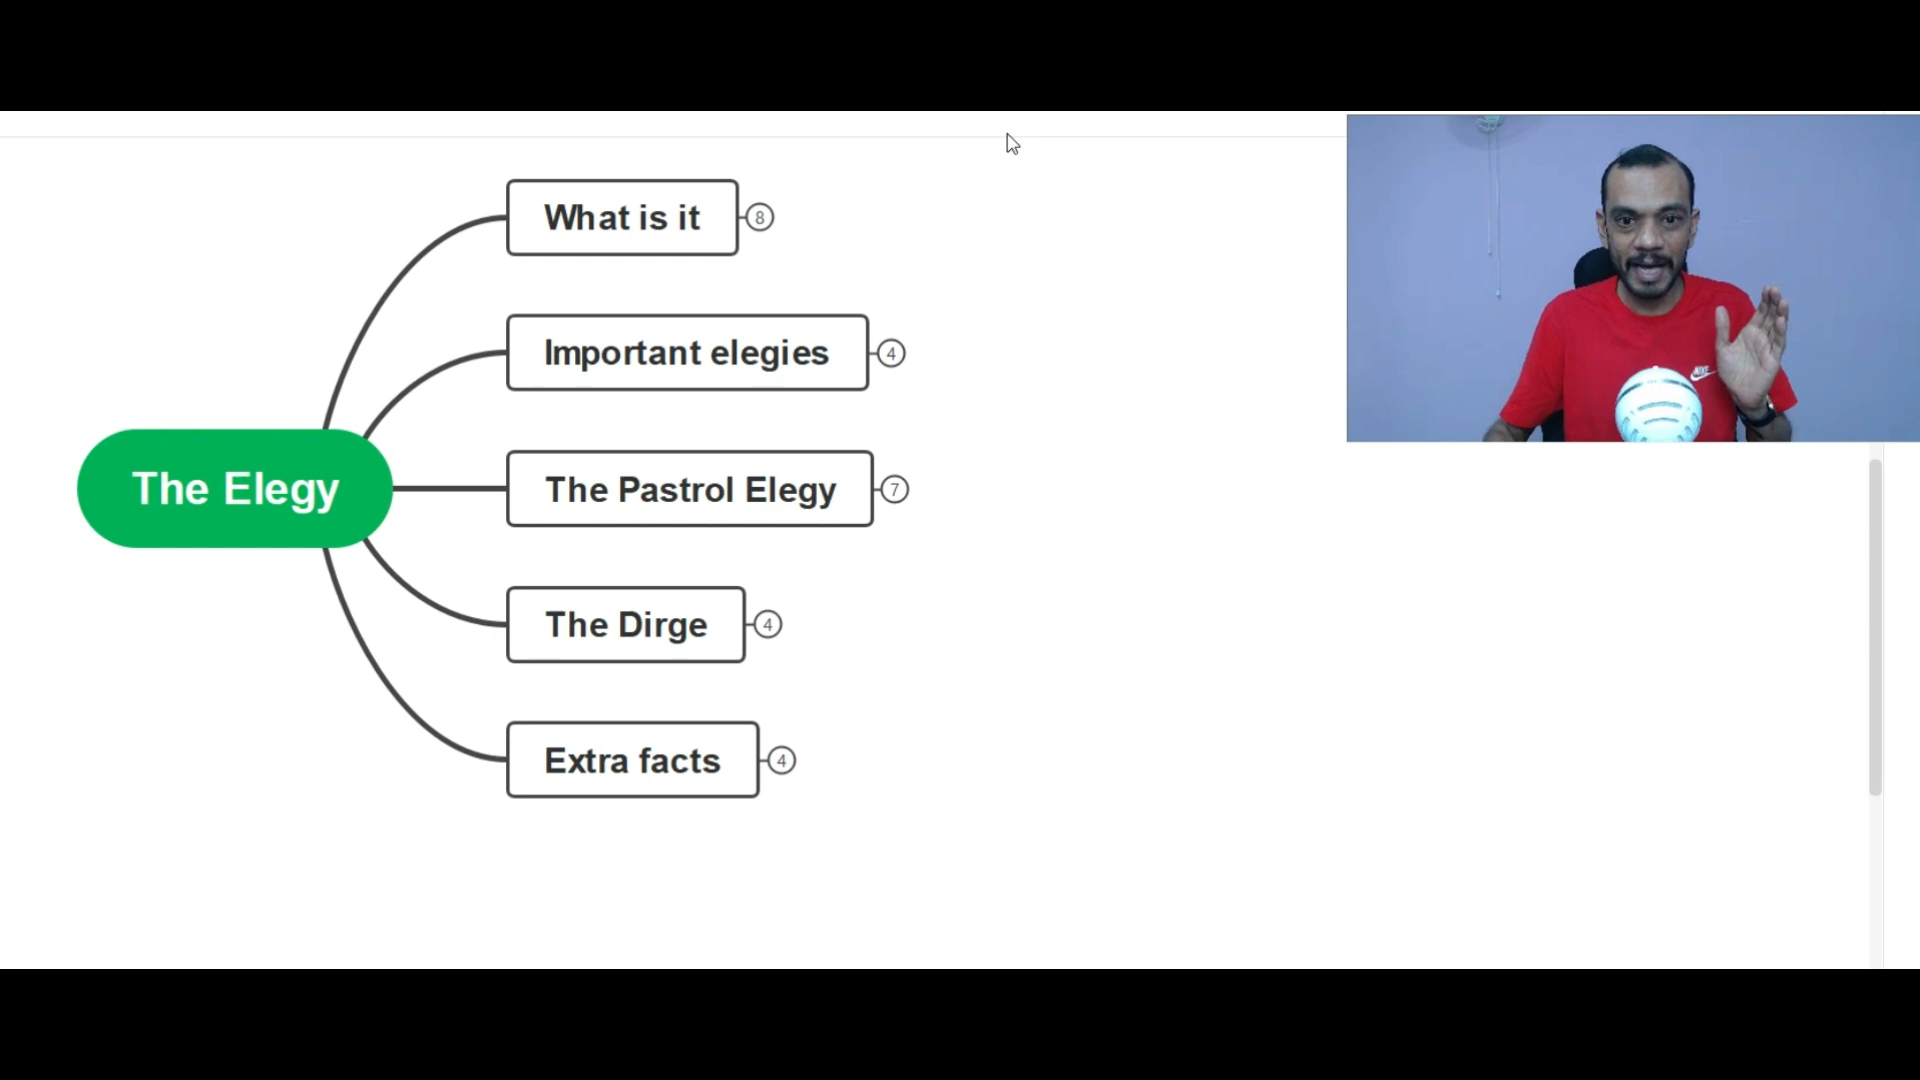 What is it 8
Important elegies 4
The Elegy
The Pastrol Elegy 7
The Dirge 4
Extra facts 4
NIKE